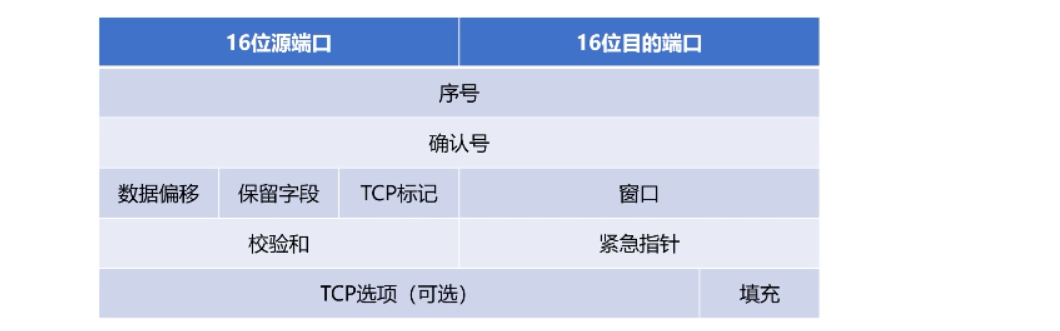 16位源端口 16位目的端口
序号
确认号
数据偏移 保留字段 TCP标记 窗口
校验和 紧急指针
TCP选项（可选） 填充